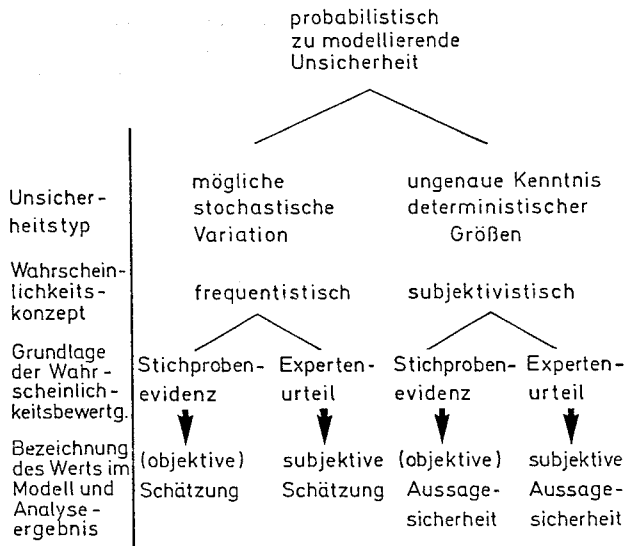 probabilistisch
zu modellierende
Unsicherheit
Unsicher-
heitstyp
mögliche
stochastische
Variation
ungenaue Kenntnis
deterministischer
Größen
Wahrschein-
lichkeits-
konzept
frequentistisch
subjektivistisch
Grundlage
der Wahr-
scheinlich-
keitsbewertg.
Stichproben-
evidenz
Experten-
urteil
Stichproben-
evidenz
Experten-
urteil
Bezeichnung
des Werts im
Modell und
Analyse-
ergebnis
(objektive)
Schätzung
subjektive
Schätzung
(objektive)
Aussage-
sicherheit
subjektive
Aussage-
sicherheit